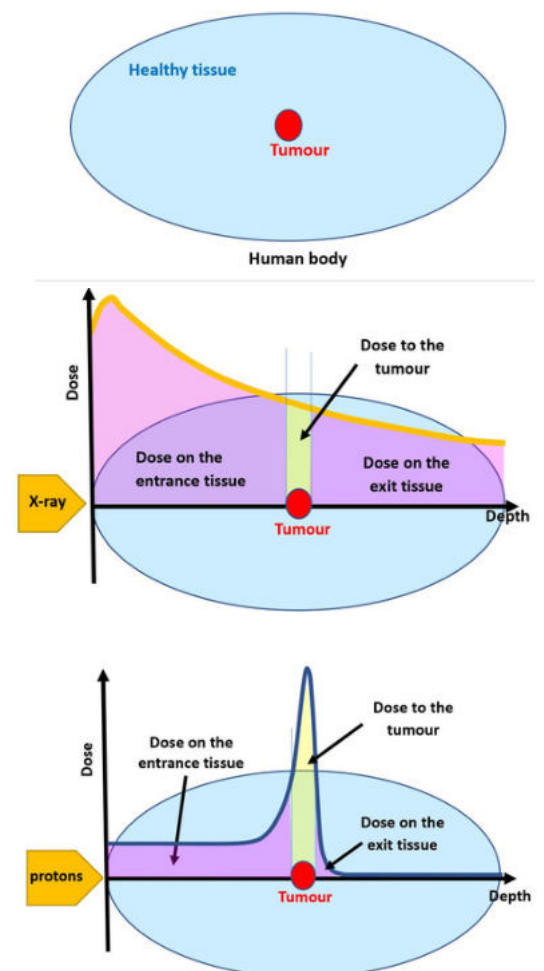 Healthy tissue
Tumour
Human body
Dose
Dose to the
tumour
Dose on the
entrance tissue
Dose on the
exit tissue
X-ray
Depth
Tumour
Dose
Dose to the
tumour
Dose on the
entrance tissue
Dose on the
exit tissue
protons
Tumour
Depth